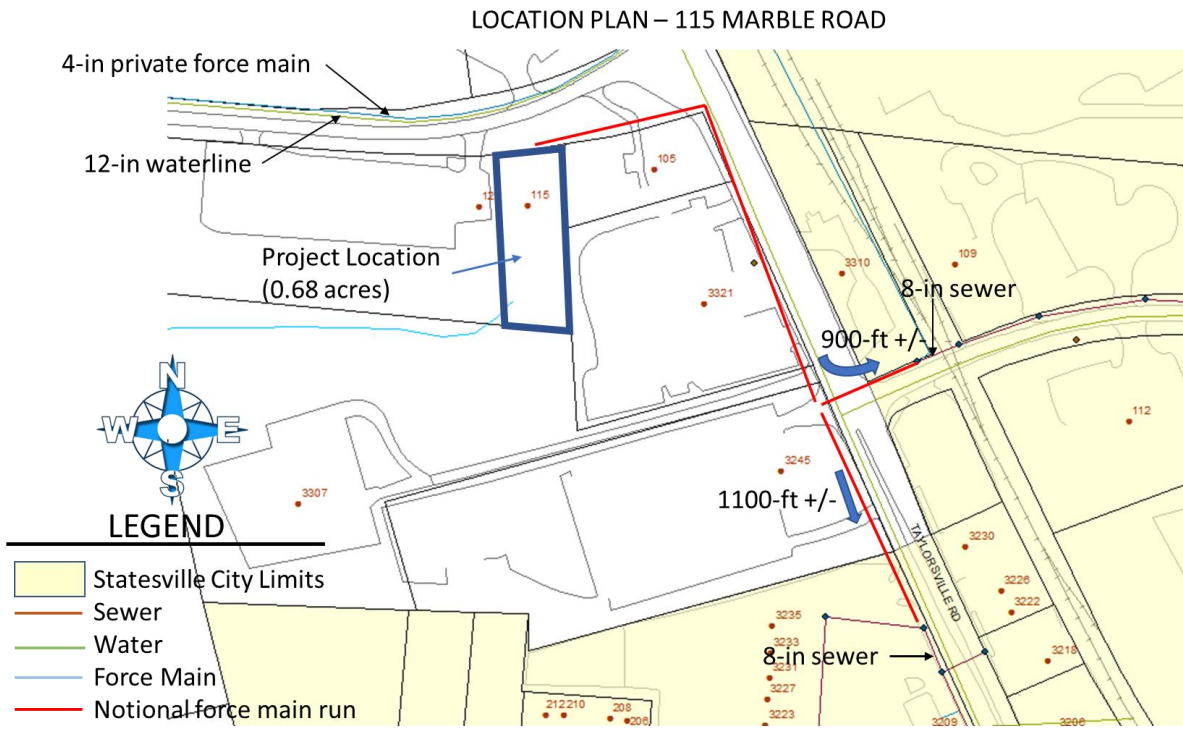 LOCATION PLAN – 115 MARBLE ROAD
4-in private force main
12-in waterline
105
115
12
Project Location
(0.68 acres)
3310
109
3321
8-in sewer
900-ft +/-
N
W E
S
112
3245
3307
1100-ft +/-
LEGEND
TAYLORSVILLE RD
3230
Statesville City Limits
3226
Sewer
3222
3235
Water
3233
8-in sewer
3218
3231
Force Main
3227
Notional force main run
212
210
208
206
3223
3209
3206